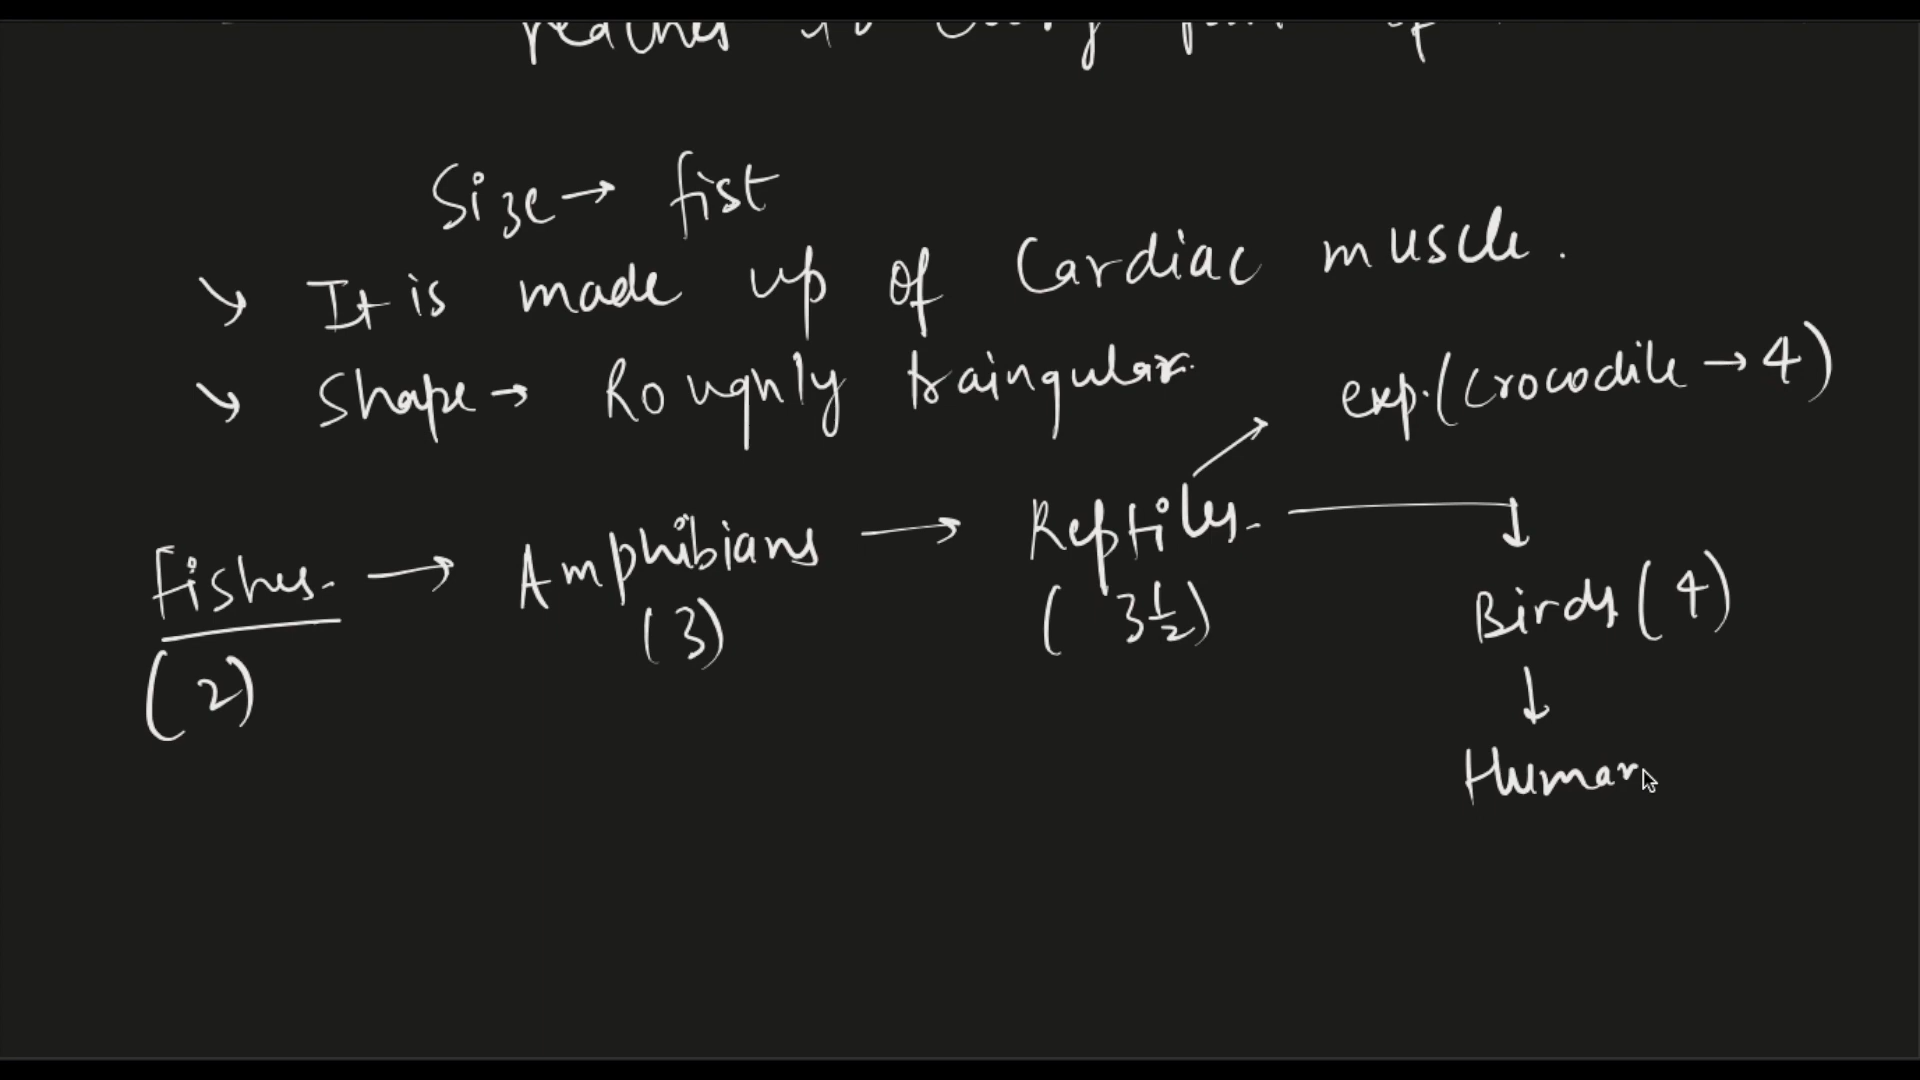 reaches
Size → fist
↘ It is made up of Cardiac muscle.
↘ Shape → Roughly traingular.
exp. (Crocodile → 4)
Fishes. → Amphibians → Reptiles.
(2) (3) (3½) Birds (4)
↓
Human